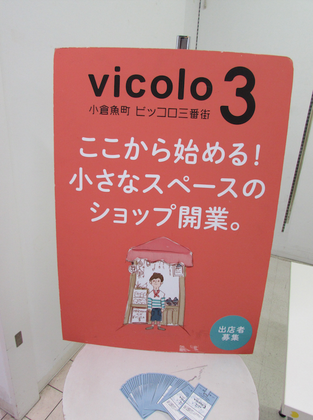 vicolo 3
小倉魚町 ビッコロ三番街
ここから始める!
小さなスペースの
ショップ開業。
出店者
募集